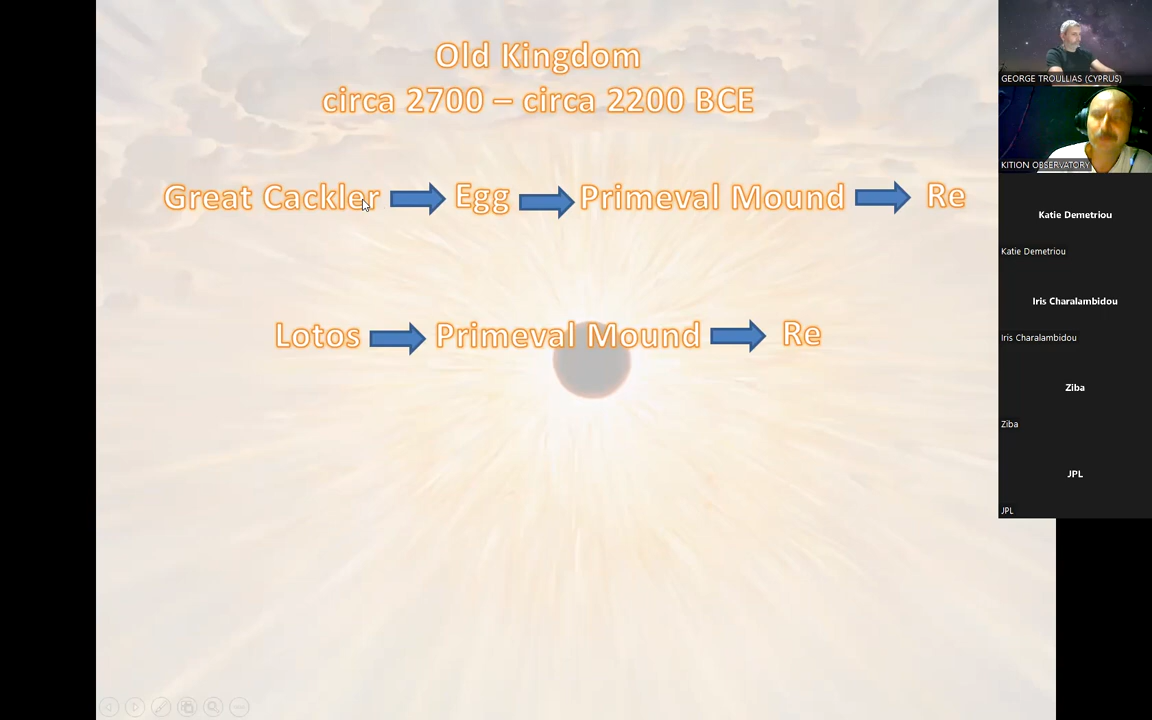 Old Kingdom
circa 2700 – circa 2200 BCE
Great Cackler Egg Primeval Mound Re
Lotos Primeval Mound Re
GEORGE TROULLIAS (CYPRUS)
KITION OBSERVATORY
Katie Demetriou
Katie Demetriou
Iris Charalambidou
Iris Charalambidou
Ziba
Ziba
JPL
JPL